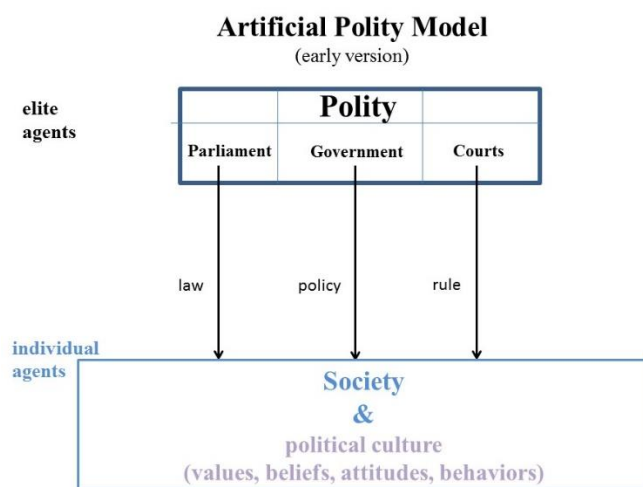 Artificial Polity Model
(early version)
elite
agents
Polity
Parliament
Government
Courts
law
policy
rule
individual
agents
Society
&
political culture
(values, beliefs, attitudes, behaviors)